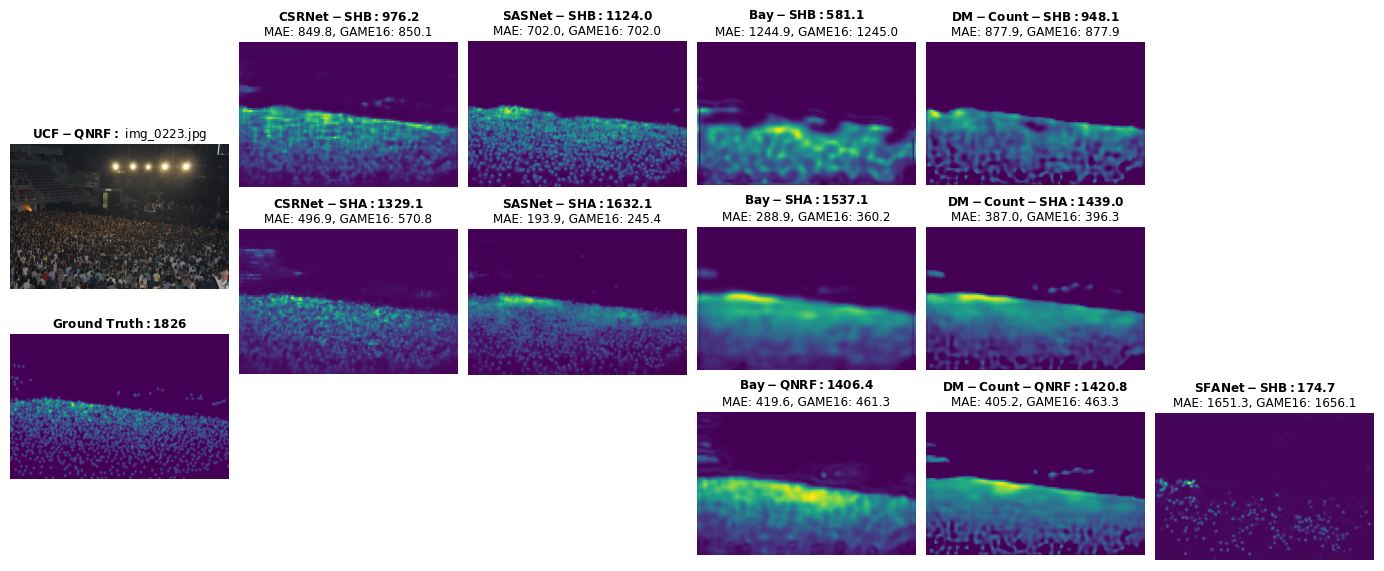 CSRNet − SHB : 976.2
MAE: 849.8, GAME16: 850.1
SASNet − SHB : 1124.0
MAE: 702.0, GAME16: 702.0
Bay − SHB : 581.1
MAE: 1244.9, GAME16: 1245.0
DM − Count − SHB : 948.1
MAE: 877.9, GAME16: 877.9
UCF − QNRF : img_0223.jpg
CSRNet − SHA : 1329.1
MAE: 496.9, GAME16: 570.8
SASNet − SHA : 1632.1
MAE: 193.9, GAME16: 245.4
Bay − SHA : 1537.1
MAE: 288.9, GAME16: 360.2
DM − Count − SHA : 1439.0
MAE: 387.0, GAME16: 396.3
Ground Truth : 1826
Bay − QNRF : 1406.4
MAE: 419.6, GAME16: 461.3
DM − Count − QNRF : 1420.8
MAE: 405.2, GAME16: 463.3
SFANet − SHB : 174.7
MAE: 1651.3, GAME16: 1656.1